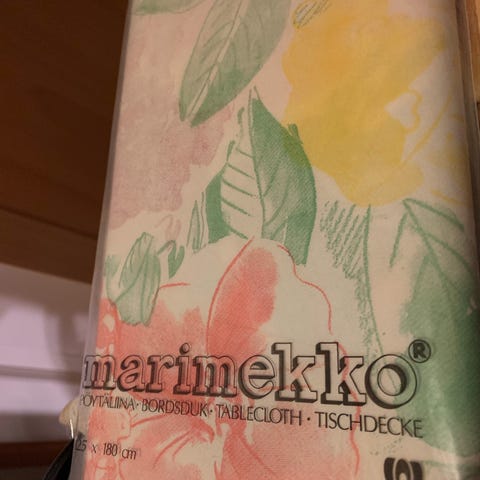 marimekko®
PÖYTÄLIINA · BORDSDUK · TABLECLOTH · TISCHDECKE
x 180 cm